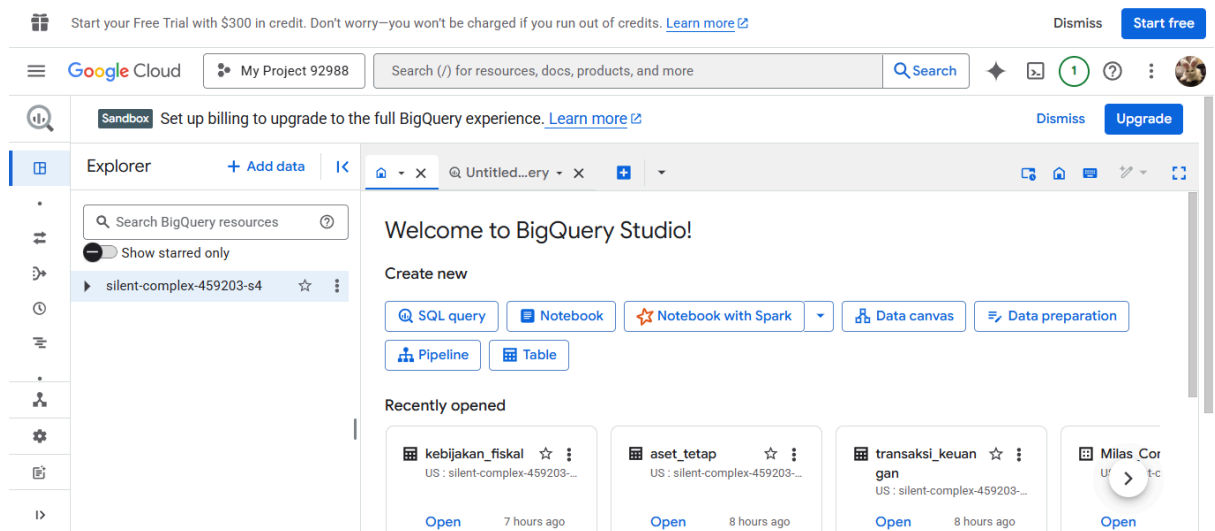 Start your Free Trial with $300 in credit. Don't worry—you won't be charged if you run out of credits. Learn more
Dismiss
Start free
Google Cloud
My Project 92988
Search (/) for resources, docs, products, and more
Search
1
Sandbox Set up billing to upgrade to the full BigQuery experience. Learn more
Dismiss
Upgrade
Explorer
+ Add data
Untitled...ery
Search BigQuery resources
Show starred only
silent-complex-459203-s4
Welcome to BigQuery Studio!
Create new
SQL query
Notebook
Notebook with Spark
Data canvas
Data preparation
Pipeline
Table
Recently opened
kebijakan_fiskal
US : silent-complex-459203-...
Open
7 hours ago
aset_tetap
US : silent-complex-459203-...
Open
8 hours ago
transaksi_keuan
gan
US : silent-complex-459203-...
Open
8 hours ago
Milas_Cor
Open